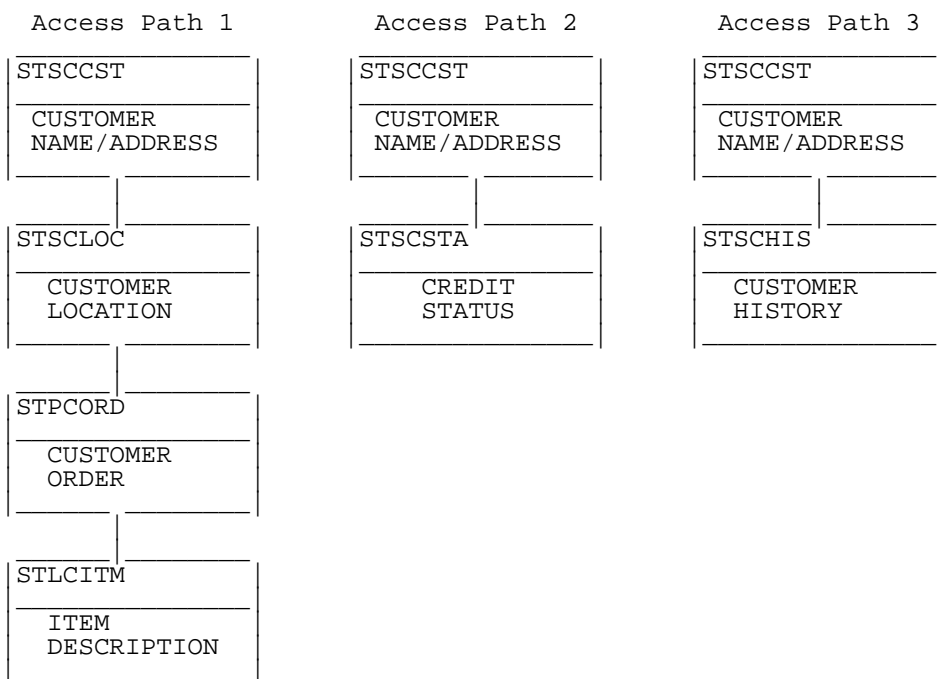 Access Path 1 Access Path 2 Access Path 3
STSCCST STSCCST STSCCST
CUSTOMER CUSTOMER CUSTOMER
NAME/ADDRESS NAME/ADDRESS NAME/ADDRESS
STSCLOC STSCSTA STSCHIS
CUSTOMER CREDIT CUSTOMER
LOCATION STATUS HISTORY
STPCORD
CUSTOMER
ORDER
STLCITM
ITEM
DESCRIPTION